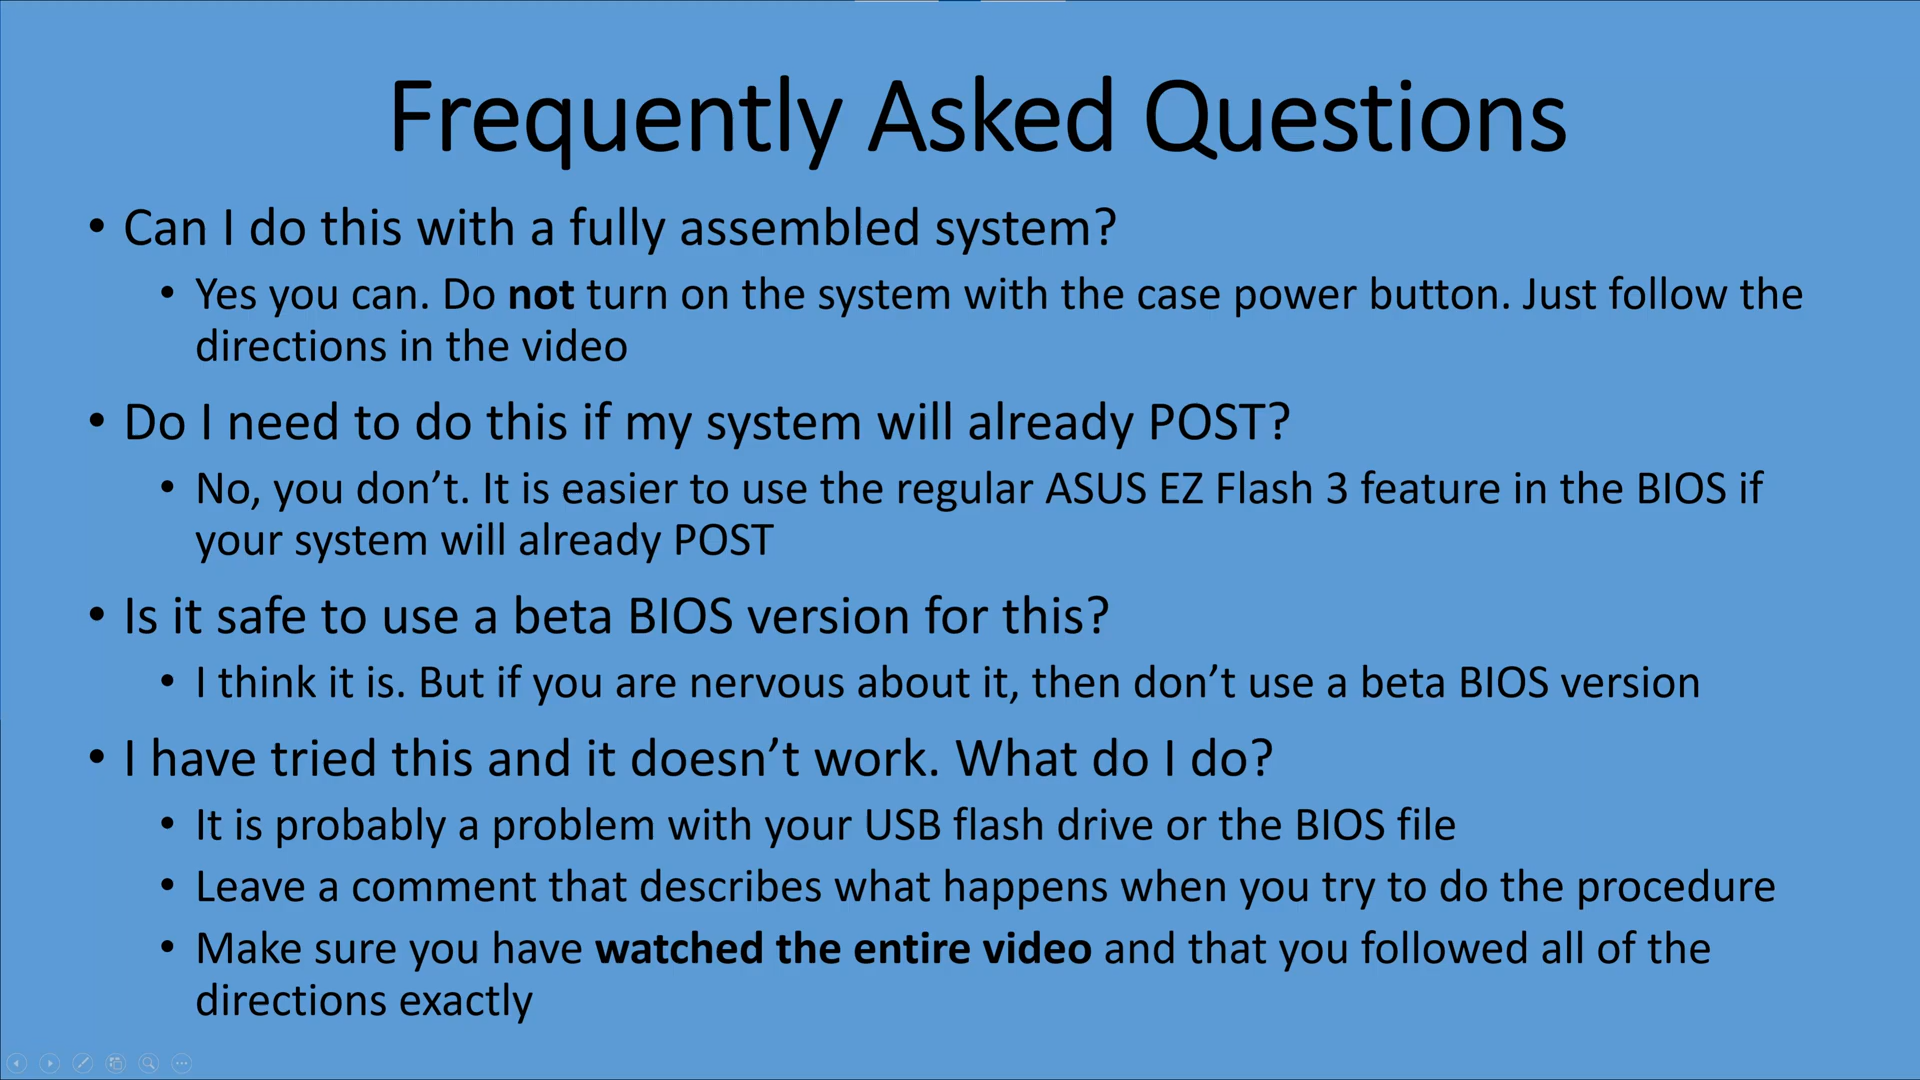 Frequently Asked Questions
• Can I do this with a fully assembled system?
• Yes you can. Do not turn on the system with the case power button. Just follow the
directions in the video
• Do I need to do this if my system will already POST?
• No, you don’t. It is easier to use the regular ASUS EZ Flash 3 feature in the BIOS if
your system will already POST
• Is it safe to use a beta BIOS version for this?
• I think it is. But if you are nervous about it, then don’t use a beta BIOS version
• I have tried this and it doesn’t work. What do I do?
• It is probably a problem with your USB flash drive or the BIOS file
• Leave a comment that describes what happens when you try to do the procedure
• Make sure you have watched the entire video and that you followed all of the
directions exactly